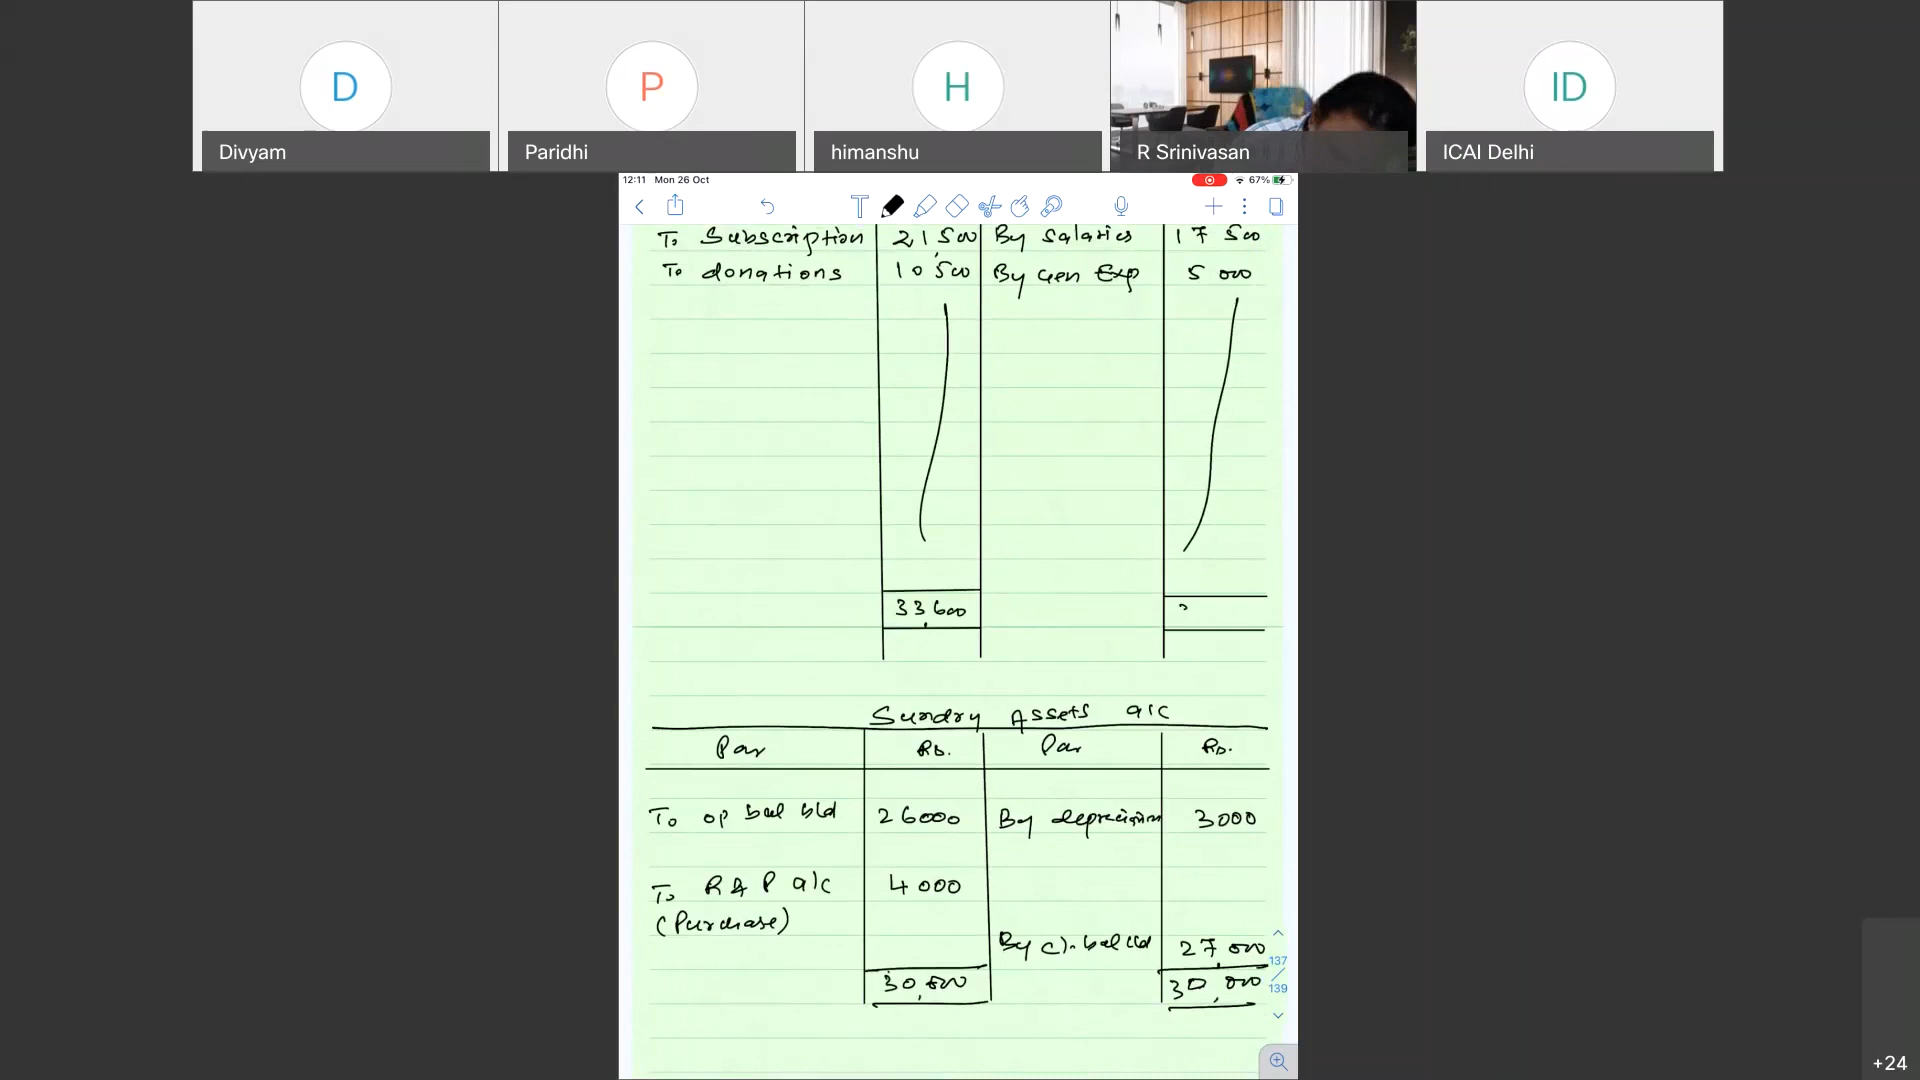 D
P
H
ID
Divyam
Paridhi
himanshu
R Srinivasan
ICAI Delhi
12:11 Mon 26 Oct
67%
To Subscription 21,500 By Salaries 17 500
To donations 10,500 By Gen Exp 5 000
33,600
Sundry Assets a/c
Par Rs. Par Rs.
To op bal b/d 26000 By depreciation 3000
To R & P a/c 4000
(Purchase)
By cl. bal c/d 27,000
30,000 30,000
137
139
+24